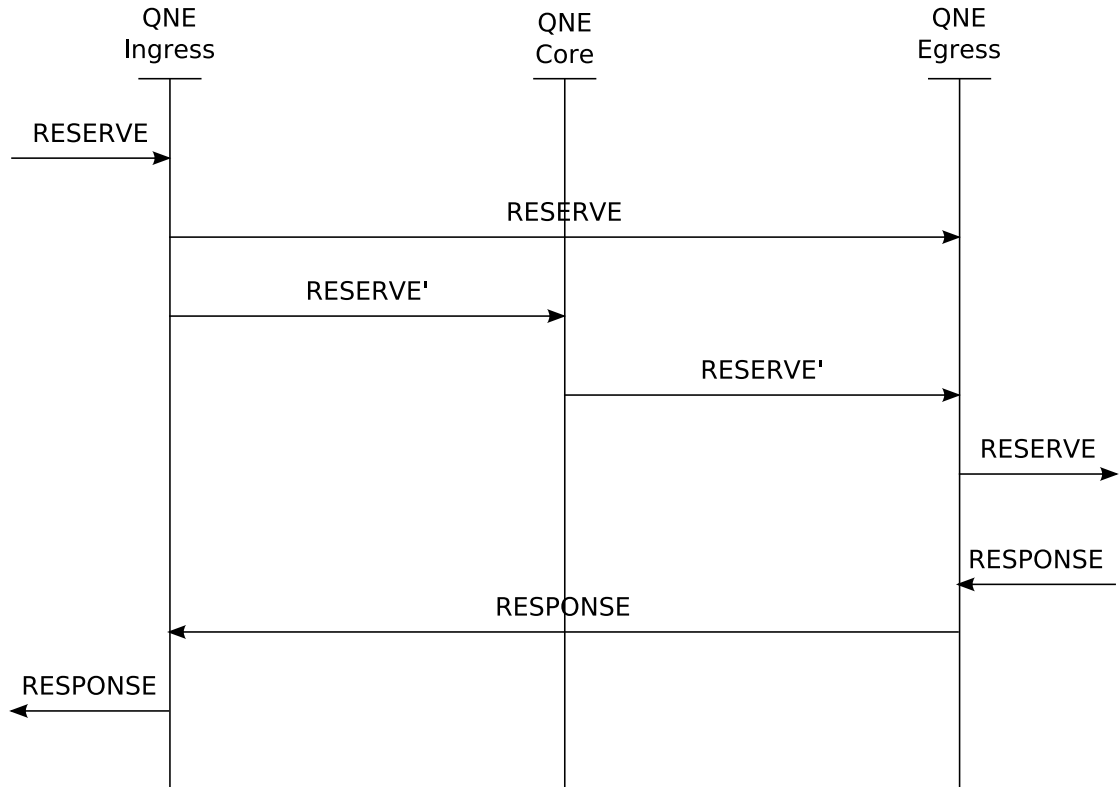 QNE
Ingress
QNE
Core
QNE
Egress
RESERVE
RESERVE
RESERVE'
RESERVE'
RESERVE
RESPONSE
RESPONSE
RESPONSE